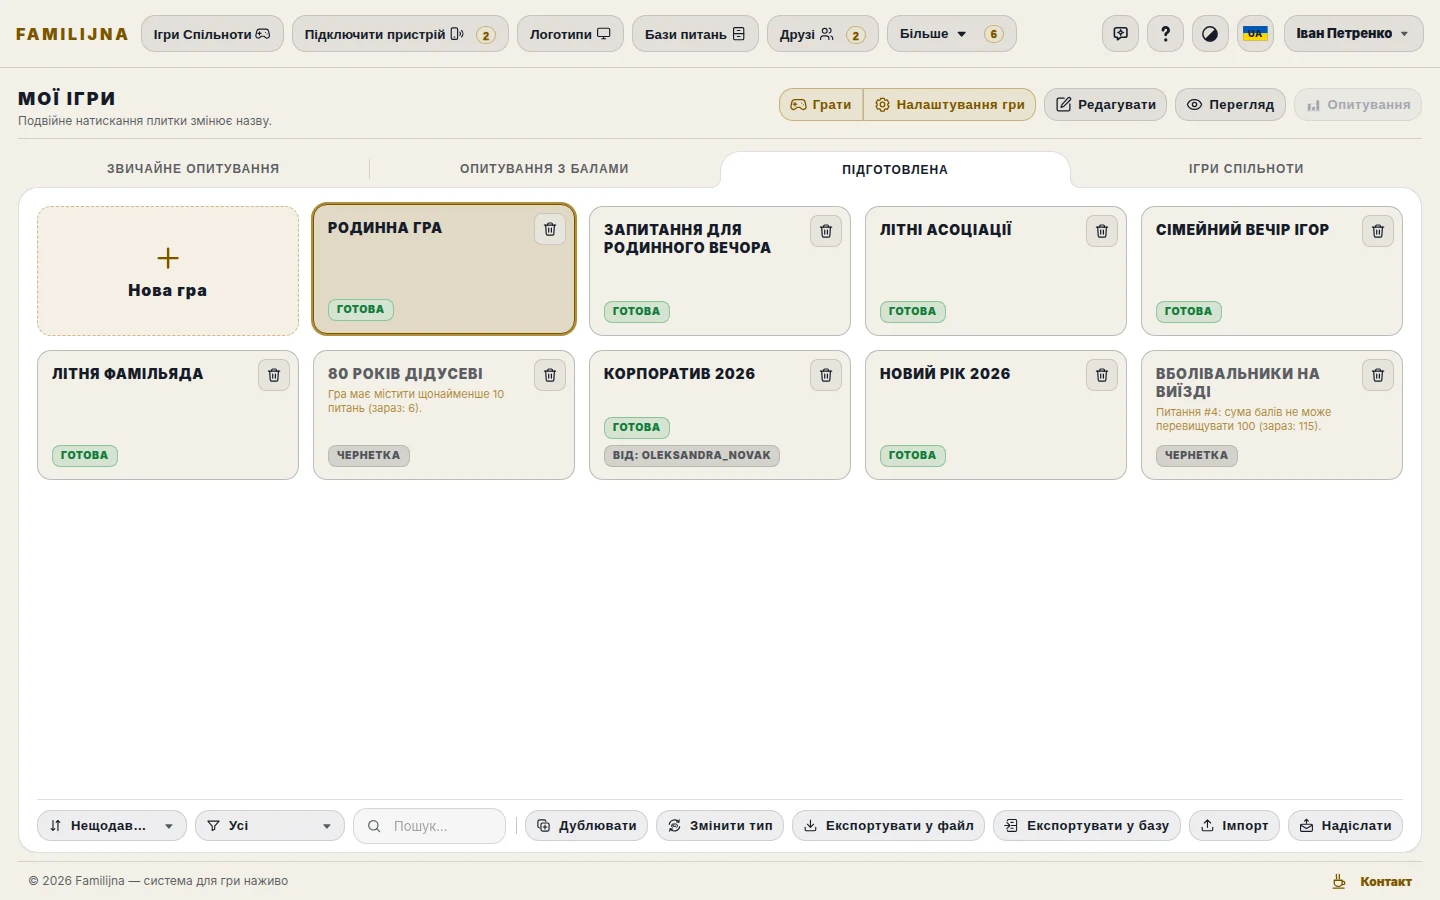 FAMILIJNA
Ігри Спільноти
Підключити пристрій 2
Логотипи
Бази питань
Друзі 2
Більше 6
?
UA
Іван Петренко
МОЇ ІГРИ
Подвійне натискання плитки змінює назву.
Грати
Налаштування гри
Редагувати
Перегляд
Опитування
ЗВИЧАЙНЕ ОПИТУВАННЯ
ОПИТУВАННЯ З БАЛАМИ
ПІДГОТОВЛЕНА
ІГРИ СПІЛЬНОТИ
Нова гра
РОДИННА ГРА
ГОТОВА
ЗАПИТАННЯ ДЛЯ
РОДИННОГО ВЕЧОРА
ГОТОВА
ЛІТНІ АСОЦІАЦІЇ
ГОТОВА
СІМЕЙНИЙ ВЕЧІР ІГОР
ГОТОВА
ЛІТНЯ ФАМІЛЬЯДА
ГОТОВА
80 РОКІВ ДІДУСЕВІ
Гра має містити щонайменше 10
питань (зараз: 6).
ЧЕРНЕТКА
КОРПОРАТИВ 2026
ГОТОВА
ВІД: OLEKSANDRA_NOVAK
НОВИЙ РІК 2026
ГОТОВА
ВБОЛІВАЛЬНИКИ НА
ВИЇЗДІ
Питання #4: сума балів не може
перевищувати 100 (зараз: 115).
ЧЕРНЕТКА
Нещодав...
Усі
Пошук...
Дублювати
Змінити тип
Експортувати у файл
Експортувати у базу
Імпорт
Надіслати
© 2026 Familijna — система для гри наживо
Контакт